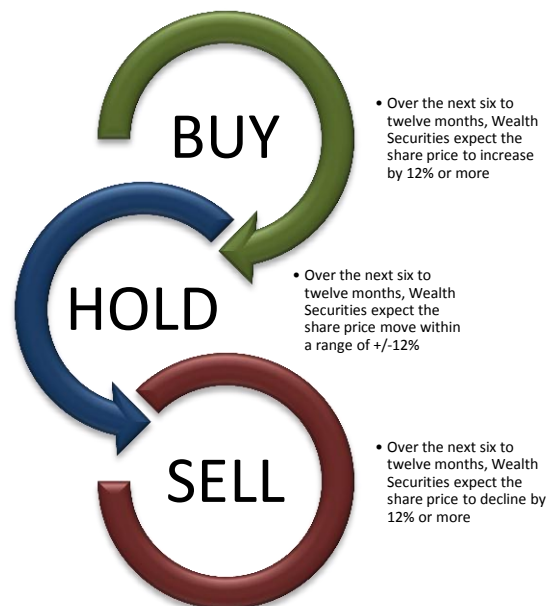 BUY
• Over the next six to
twelve months, Wealth
Securities expect the
share price to increase
by 12% or more
HOLD
• Over the next six to
twelve months, Wealth
Securities expect the
share price move within
a range of +/-12%
SELL
• Over the next six to
twelve months, Wealth
Securities expect the
share price to decline by
12% or more